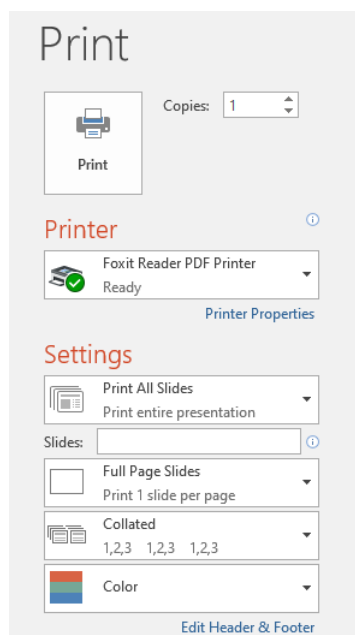 Print
Copies: 1
Print
Printer
Foxit Reader PDF Printer
Ready
Printer Properties
Settings
Print All Slides
Print entire presentation
Slides:
Full Page Slides
Print 1 slide per page
Collated
1,2,3 1,2,3 1,2,3
Color
Edit Header & Footer